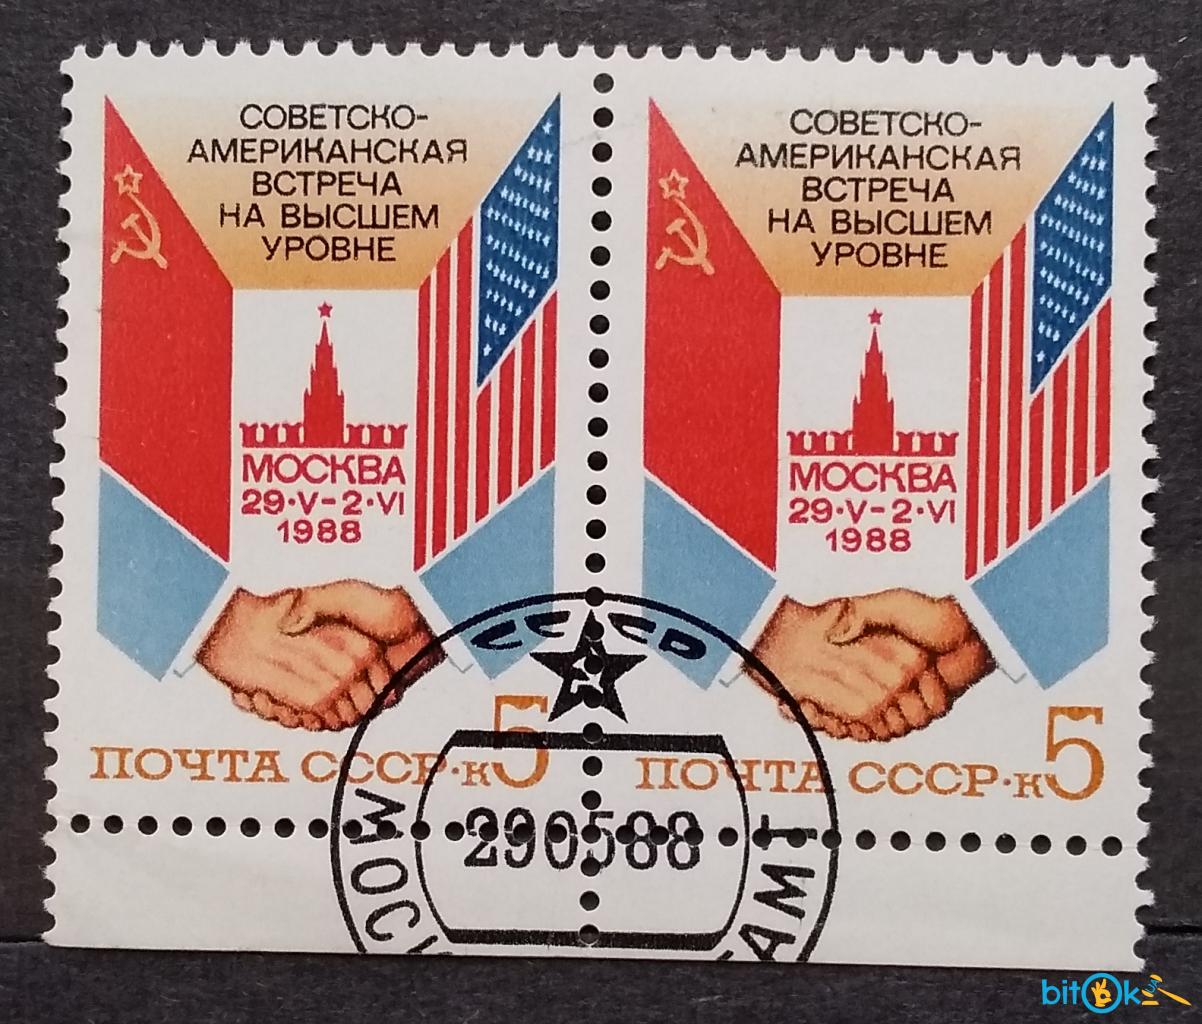 СОВЕТСКО-
АМЕРИКАНСКАЯ
ВСТРЕЧА
НА ВЫСШЕМ
УРОВНЕ
МОСКВА
29·V–2·VI
1988
ПОЧТА СССР·к5
СОВЕТСКО-
АМЕРИКАНСКАЯ
ВСТРЕЧА
НА ВЫСШЕМ
УРОВНЕ
МОСКВА
29·V–2·VI
1988
ПОЧТА СССР·к5
СССР
290588
bitOk